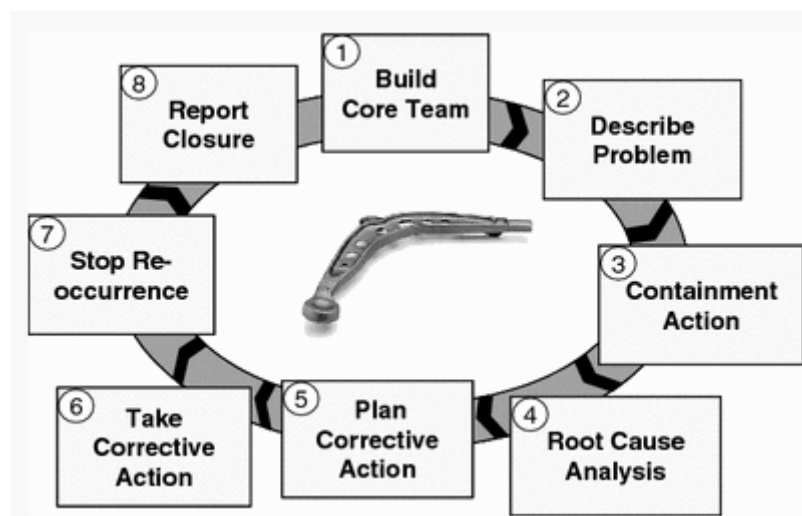 1
Build
Core Team
2
Describe
Problem
3
Containment
Action
4
Root Cause
Analysis
5
Plan
Corrective
Action
6
Take
Corrective
Action
7
Stop Re-
occurrence
8
Report
Closure